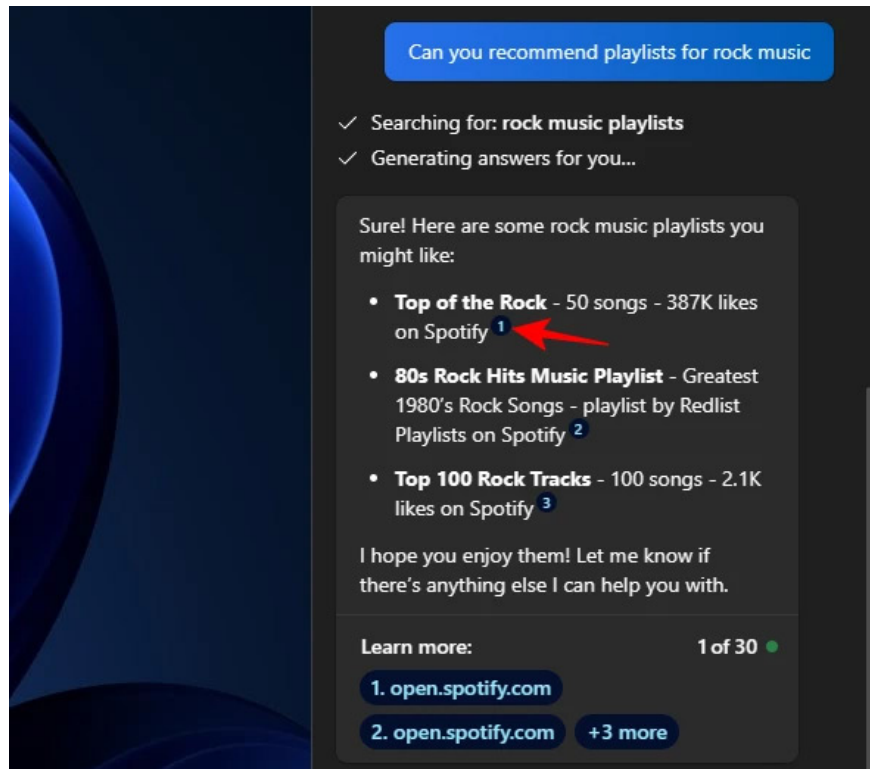 Can you recommend playlists for rock music
✓ Searching for: rock music playlists
✓ Generating answers for you...
Sure! Here are some rock music playlists you
might like:
• Top of the Rock - 50 songs - 387K likes
on Spotify 1
• 80s Rock Hits Music Playlist - Greatest
1980’s Rock Songs - playlist by Redlist
Playlists on Spotify 2
• Top 100 Rock Tracks - 100 songs - 2.1K
likes on Spotify 3
I hope you enjoy them! Let me know if
there’s anything else I can help you with.
Learn more: 1 of 30
1. open.spotify.com
2. open.spotify.com +3 more